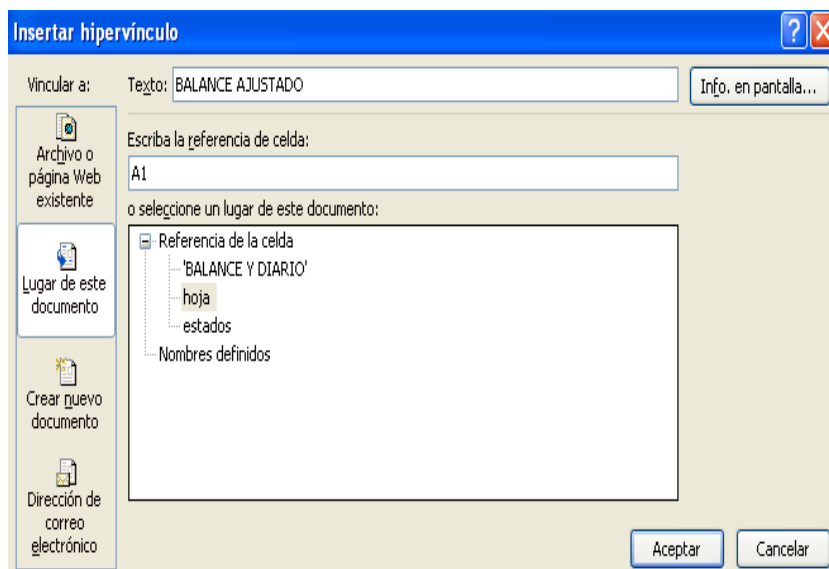 Insertar hipervínculo
Vincular a:
Texto: BALANCE AJUSTADO
Info. en pantalla...
Archivo o
página Web
existente
Lugar de este
documento
Crear nuevo
documento
Dirección de
correo
electrónico
Escriba la referencia de celda:
A1
o seleccione un lugar de este documento:
Referencia de la celda
'BALANCE Y DIARIO'
hoja
estados
Nombres definidos
Aceptar
Cancelar